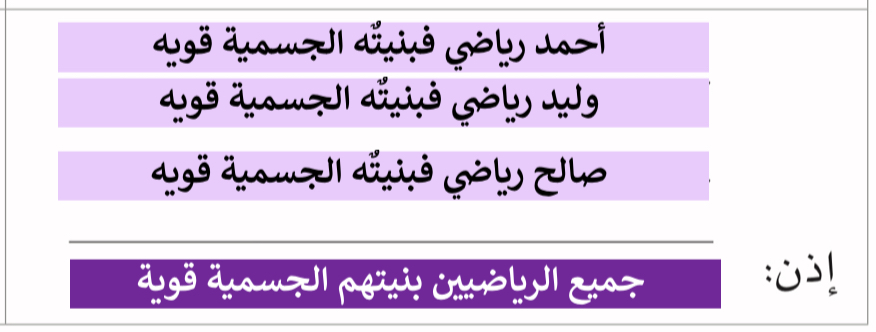 أحمد رياضي فبنيتٌه الجسمية قويه
وليد رياضي فبنيتٌه الجسمية قويه
صالح رياضي فبنيتٌه الجسمية قويه
إذن: جميع الرياضيين بنيتهم الجسمية قوية